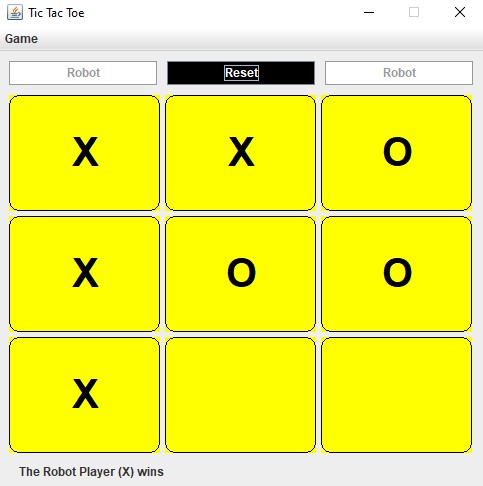 Tic Tac Toe
Game
Robot Reset Robot
X X O
X O O
X
The Robot Player (X) wins